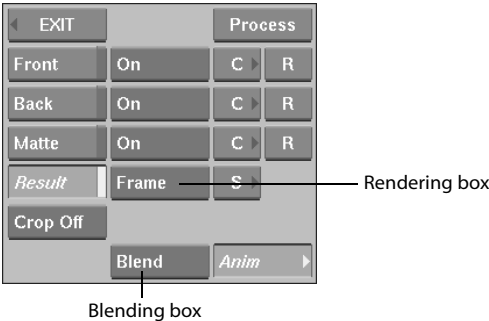 EXIT Process
Front On C R
Back On C R
Matte On C R
Result Frame S Rendering box
Crop Off
Blend Anim
Blending box